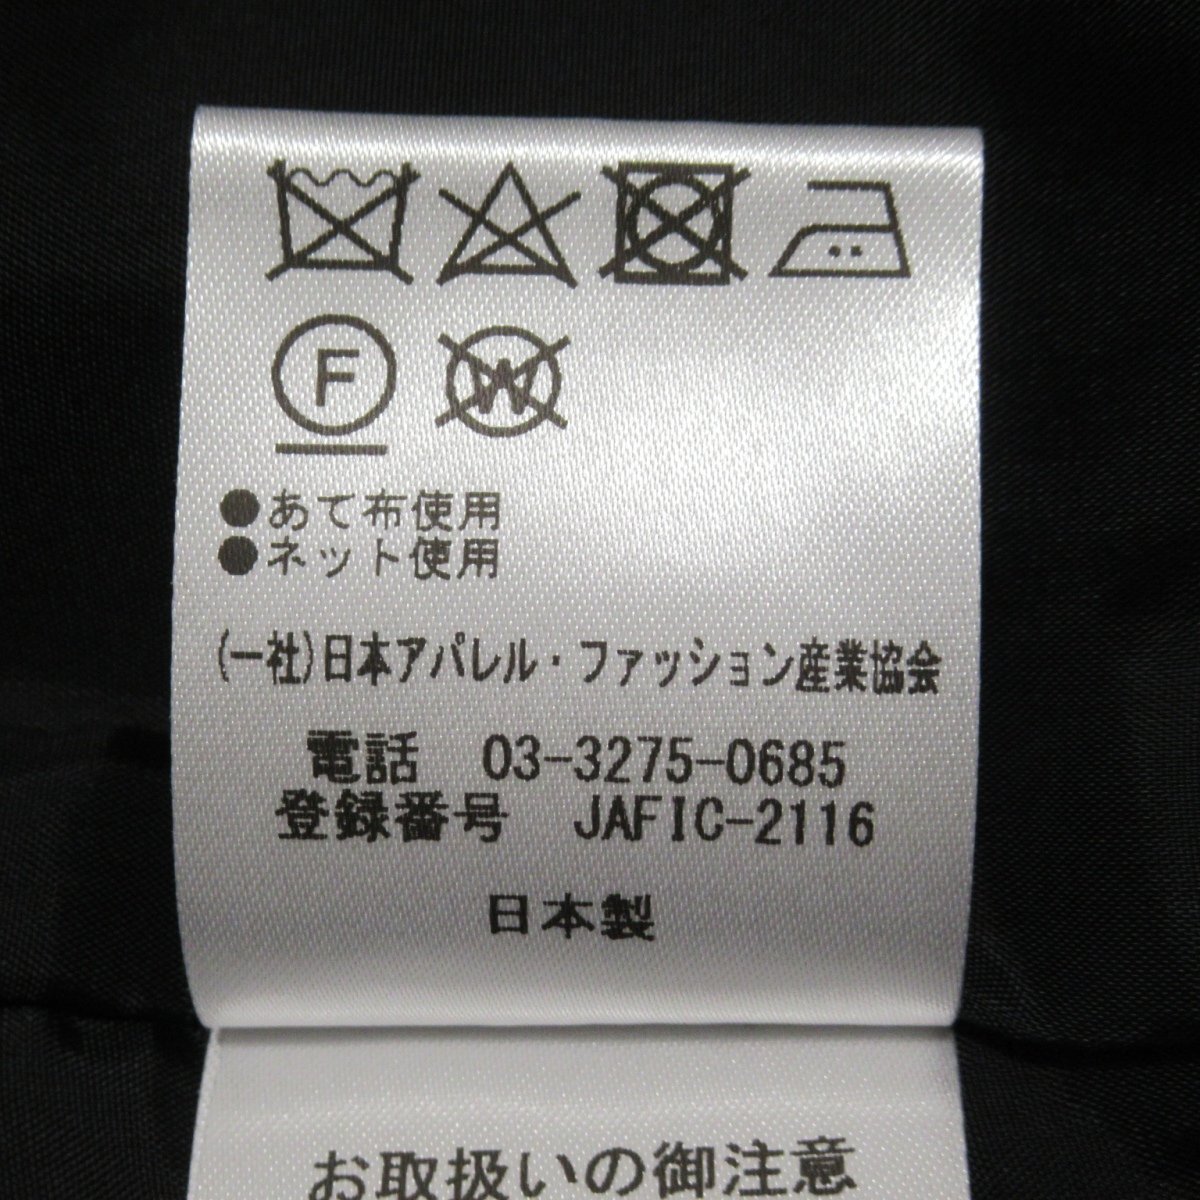 F W
●あて布使用
●ネット使用
(一社)日本アパレル・ファッション産業協会
電話 03-3275-0685
登録番号 JAFIC-2116
日本製
お取扱いの御注意